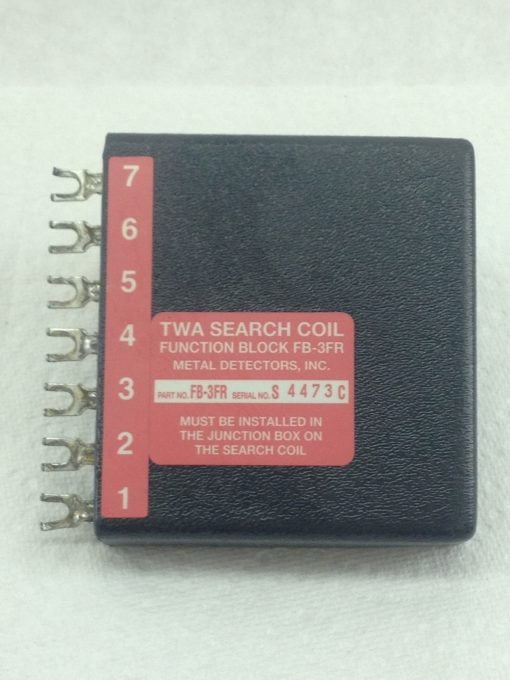 7
6
5
4
3
2
1
TWA SEARCH COIL
FUNCTION BLOCK FB-3FR
METAL DETECTORS, INC.
PART NO. FB-3FR SERIAL NO. S 4473 C
MUST BE INSTALLED IN
THE JUNCTION BOX ON
THE SEARCH COIL